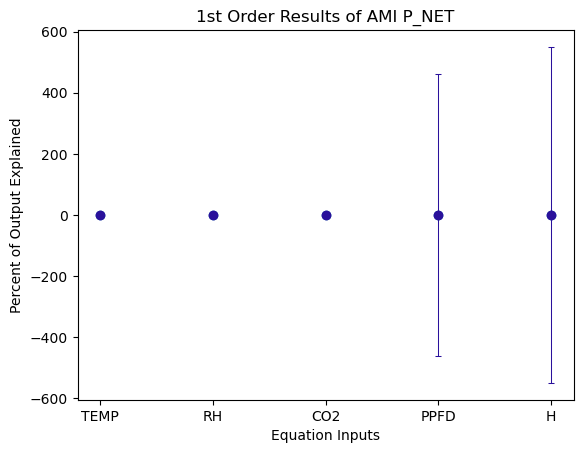 1st Order Results of AMI P_NET
Percent of Output Explained
600
400
200
0
−200
−400
−600
TEMP RH CO2 PPFD H
Equation Inputs